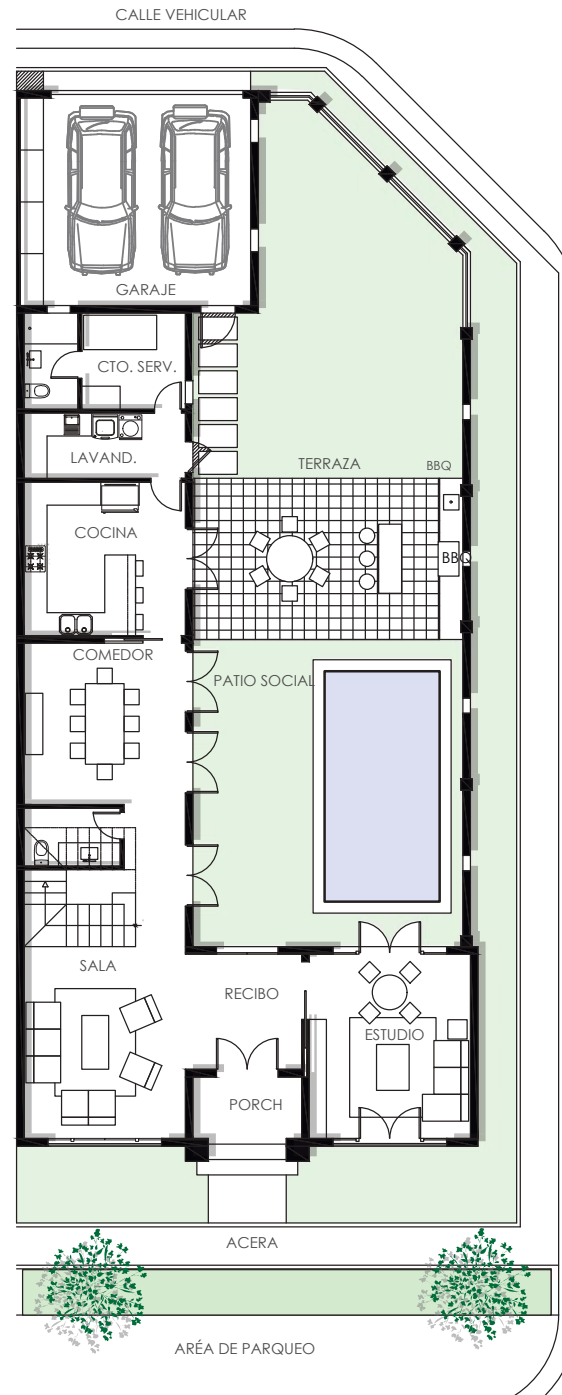 CALLE VEHICULAR
GARAJE
CTO. SERV.
LAVAND.
TERRAZA
BBQ
COCINA
BBQ
COMEDOR
PATIO SOCIAL
SALA
RECIBO
ESTUDIO
PORCH
ACERA
ARÉA DE PARQUEO